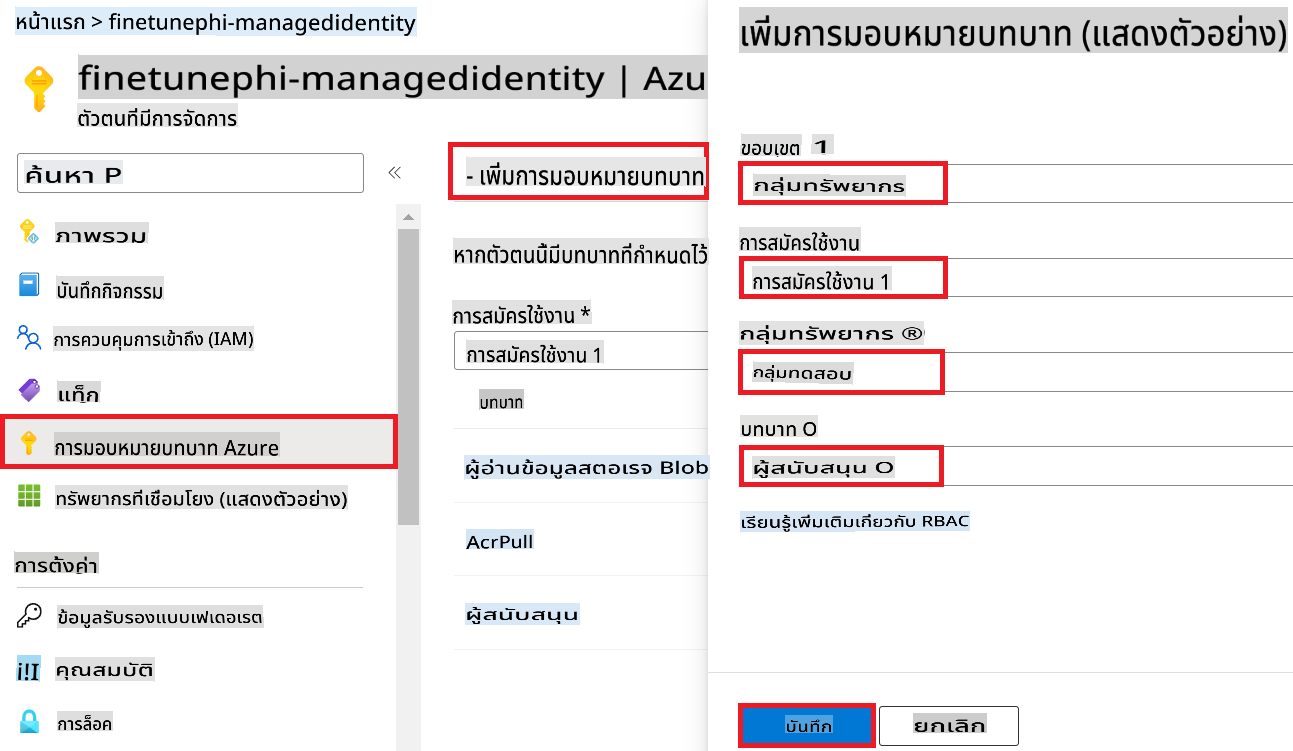 หน้าแรก > finetunephi-managedidentity
finetunephi-managedidentity | Azu
ตัวตนที่มีการจัดการ
ค้นหา P
ภาพรวม
บันทึกกิจกรรม
การควบคุมการเข้าถึง (IAM)
แท็ก
การมอบหมายบทบาท Azure
ทรัพยากรที่เชื่อมโยง (แสดงตัวอย่าง)
การตั้งค่า
ข้อมูลรับรองแบบเฟเดอเรต
i!I คุณสมบัติ
การล็อค
- เพิ่มการมอบหมายบทบาท
หากตัวตนนี้มีบทบาทที่กำหนดไว้
การสมัครใช้งาน *
การสมัครใช้งาน 1
บทบาท
ผู้อ่านข้อมูลสตอเรจ Blob
AcrPull
ผู้สนับสนุน
เพิ่มการมอบหมายบทบาท (แสดงตัวอย่าง)
ขอบเขต 1
กลุ่มทรัพยากร
การสมัครใช้งาน
การสมัครใช้งาน 1
กลุ่มทรัพยากร ®
กลุ่มทดสอบ
บทบาท O
ผู้สนับสนุน O
เรียนรู้เพิ่มเติมเกี่ยวกับ RBAC
บันทึก
ยกเลิก